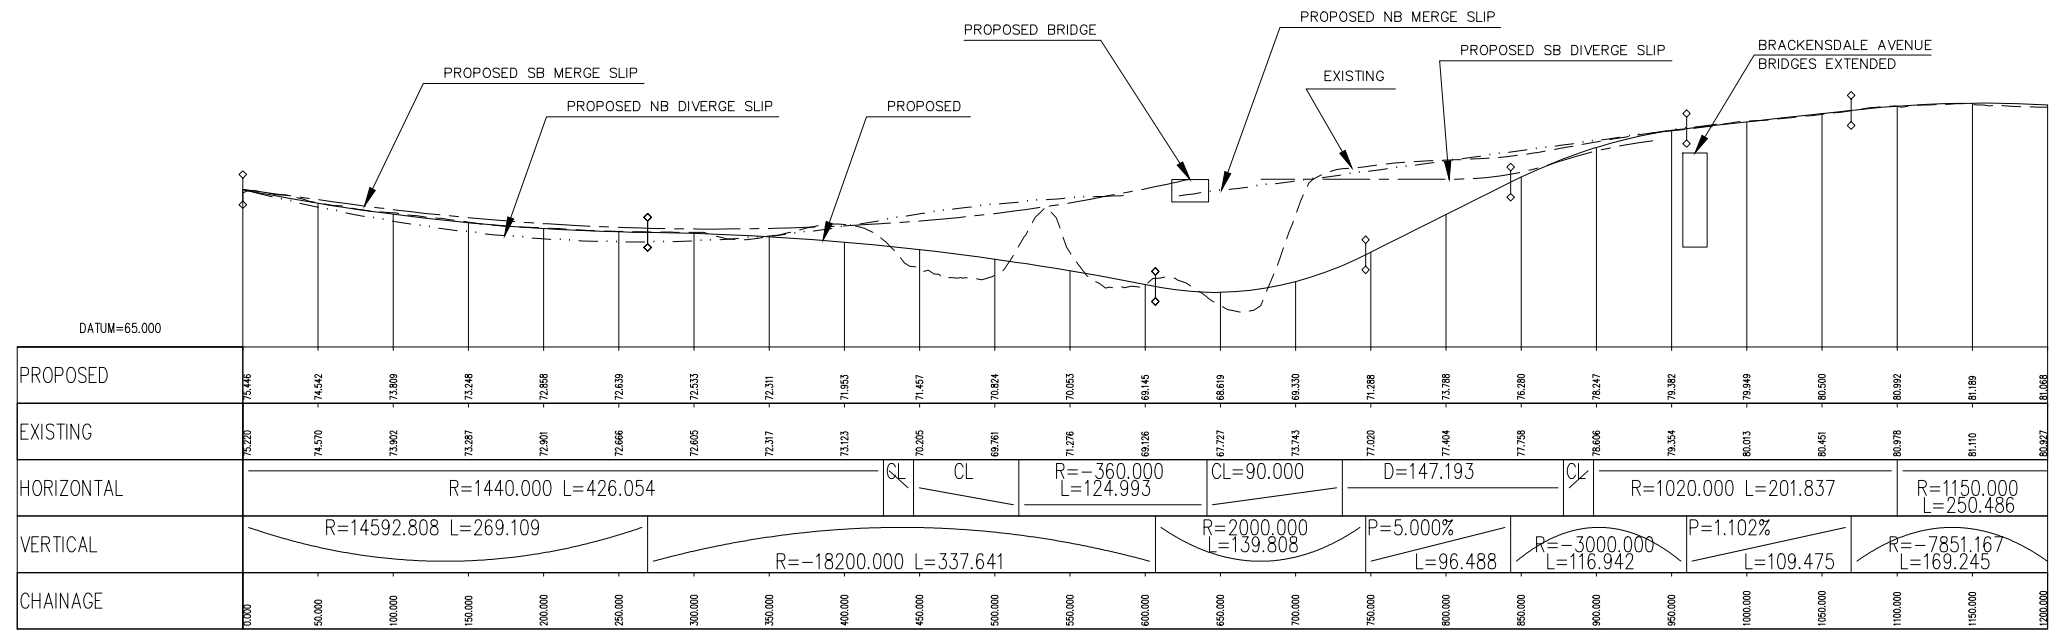 PROPOSED NB MERGE SLIP
PROPOSED BRIDGE
PROPOSED SB DIVERGE SLIP
BRACKENSDALE AVENUE
BRIDGES EXTENDED
PROPOSED SB MERGE SLIP
EXISTING
PROPOSED NB DIVERGE SLIP
PROPOSED
DATUM=65.000
PROPOSED 75.446 74.542 73.809 73.248 72.858 72.639 72.533 72.311 71.953 71.457 70.824 70.053 69.145 68.619 69.330 71.288 73.788 76.280 78.247 79.382 79.949 80.500 80.992 81.189 81.068
EXISTING 75.220 74.570 73.902 73.287 72.901 72.666 72.605 72.317 73.123 70.205 69.761 71.276 69.126 67.727 73.743 77.020 77.404 77.758 78.606 79.354 80.013 80.451 80.978 81.110 80.927
HORIZONTAL
R=1440.000 L=426.054
CL
CL
R=-360.000
L=124.993
CL=90.000
D=147.193
CL
R=1020.000 L=201.837
R=1150.000
L=250.486
VERTICAL
R=14592.808 L=269.109
R=-18200.000 L=337.641
R=2000.000
L=139.808
P=5.000%
L=96.488
R=-3000.000
L=116.942
P=1.102%
L=109.475
R=-7851.167
L=169.245
CHAINAGE 0.000 50.000 100.000 150.000 200.000 250.000 300.000 350.000 400.000 450.000 500.000 550.000 600.000 650.000 700.000 750.000 800.000 850.000 900.000 950.000 1000.000 1050.000 1100.000 1150.000 1200.000